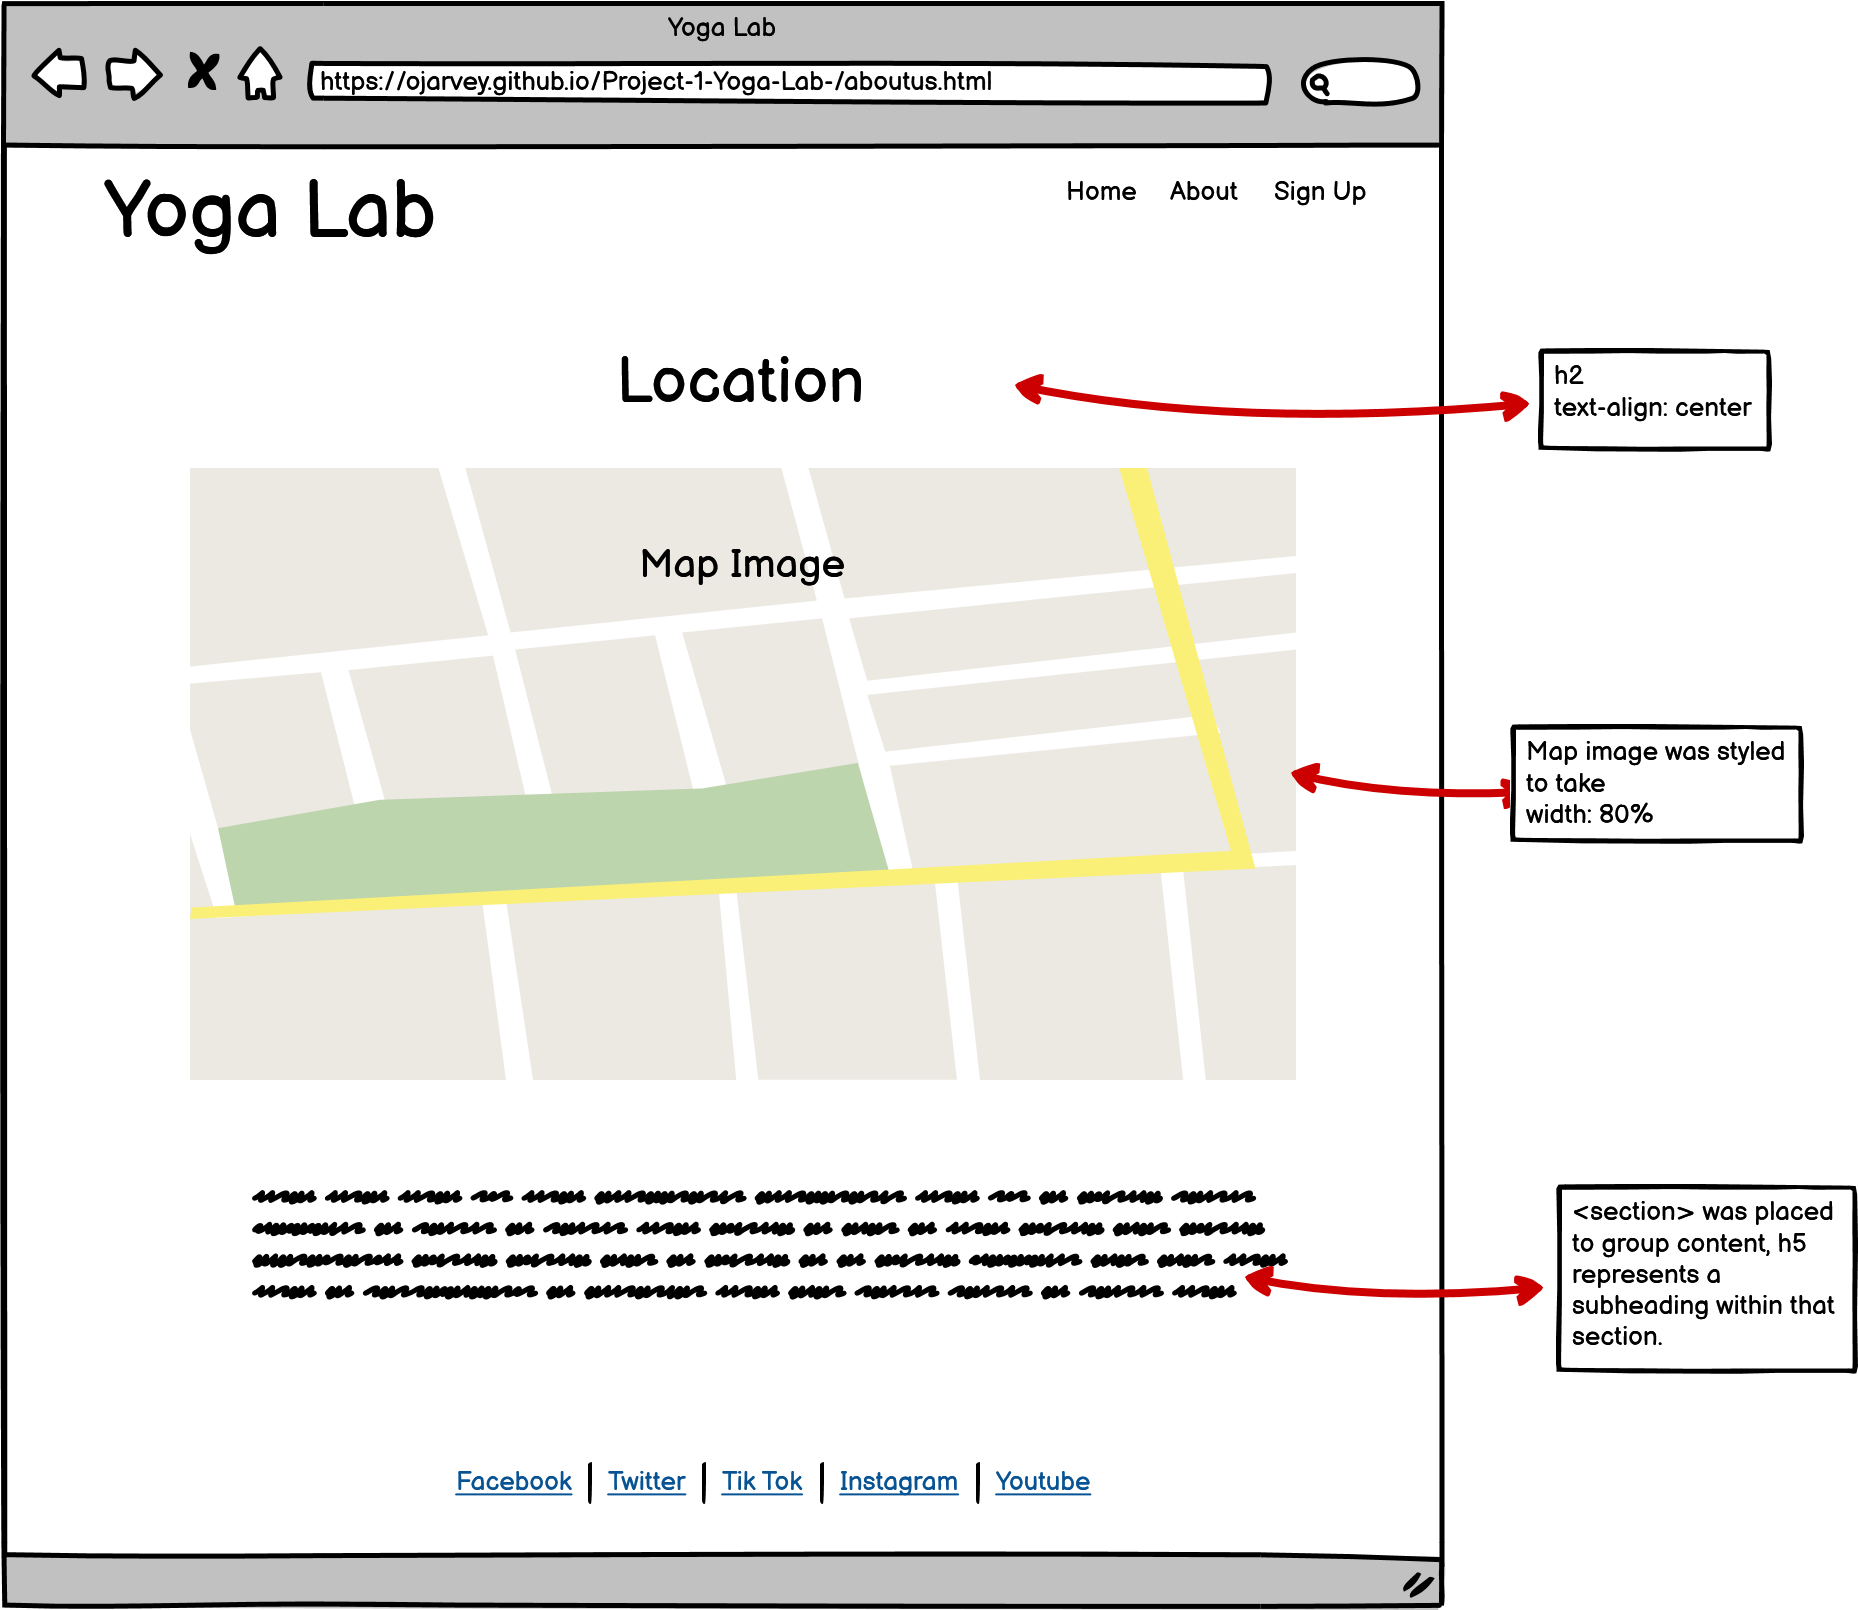 Yoga Lab
https://ojarvey.github.io/Project-1-Yoga-Lab-/aboutus.html
Yoga Lab
Home About Sign Up
Location
h2
text-align: center
Map Image
Map image was styled
to take
width: 80%
<section> was placed
to group content, h5
represents a
subheading within that
section.
Facebook | Twitter | Tik Tok | Instagram | Youtube